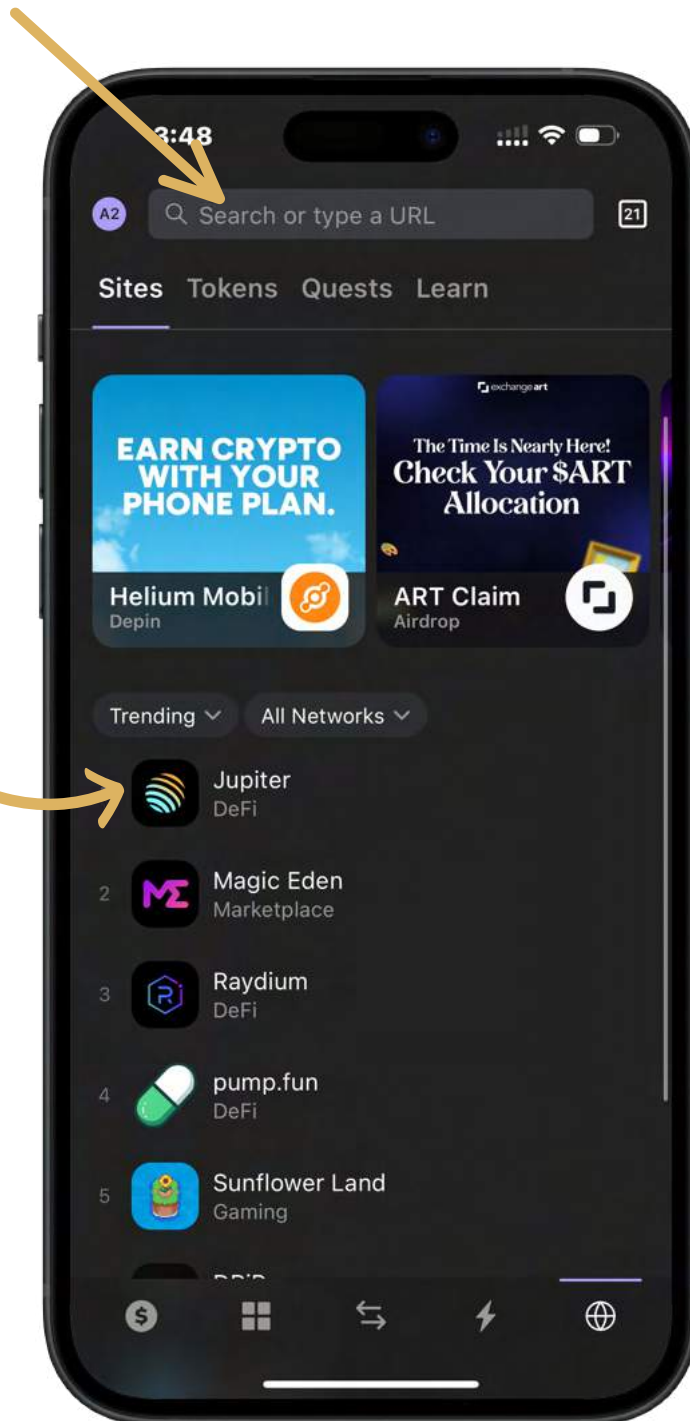 3:48
A2
Search or type a URL
21
Sites Tokens Quests Learn
EARN CRYPTO
WITH YOUR
PHONE PLAN.
Helium Mobil
Depin
exchange art
The Time Is Nearly Here!
Check Your $ART
Allocation
ART Claim
Airdrop
Trending All Networks
Jupiter
DeFi
2
ME
Magic Eden
Marketplace
3
R
Raydium
DeFi
4
pump.fun
DeFi
5
Sunflower Land
Gaming
$